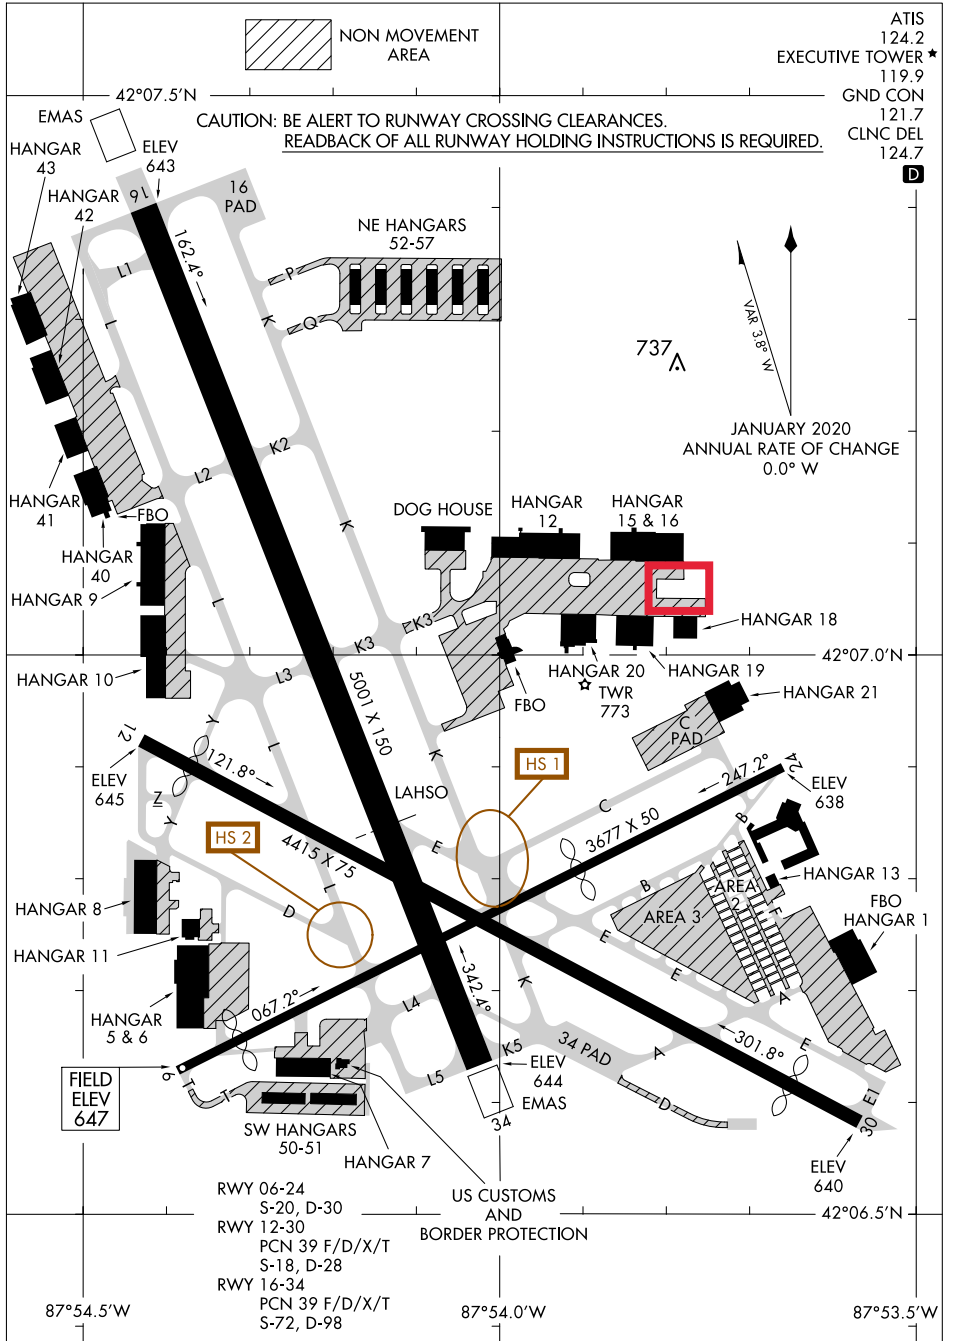 NON MOVEMENT
AREA
ATIS
124.2
EXECUTIVE TOWER
119.9
GND CON
121.7
CLNC DEL
124.7
D
42°07.5'N
CAUTION: BE ALERT TO RUNWAY CROSSING CLEARANCES.
READBACK OF ALL RUNWAY HOLDING INSTRUCTIONS IS REQUIRED.
EMAS
HANGAR
43
ELEV
643
HANGAR
42
16
16
PAD
NE HANGARS
52-57
162.4°
L1
P
L
K
Q
VAR 3.8° W
737
JANUARY 2020
ANNUAL RATE OF CHANGE
0.0° W
K2
L2
HANGAR
41
FBO
K
DOG HOUSE
HANGAR
12
HANGAR
15 & 16
HANGAR
40
HANGAR 9
L
K3
K3
HANGAR 18
42°07.0'N
HANGAR 10
L3
HANGAR 20
HANGAR 19
TWR
773
FBO
HANGAR 21
C
PAD
5001 X 150
Y
L
K
12
ELEV
645
121.8°
HS 1
247.2°
24
ELEV
638
Z
Y
LAHSO
C
HS 2
4415 X 75
E
3677 X 50
B
HANGAR 8
L
D
B
AREA
2
AREA 3
HANGAR 13
FBO
HANGAR 1
F
HANGAR 11
E
E
067.2°
342.4°
K
L4
A
HANGAR
5 & 6
34 PAD
A
301.8°
E
K5
L5
ELEV
644
FIELD
ELEV
647
6
T
T
EMAS
34
D
E1
30
SW HANGARS
50-51
HANGAR 7
ELEV
640
US CUSTOMS
AND
BORDER PROTECTION
42°06.5'N
RWY 06-24
S-20, D-30
RWY 12-30
PCN 39 F/D/X/T
S-18, D-28
RWY 16-34
PCN 39 F/D/X/T
S-72, D-98
87°54.5'W
87°54.0'W
87°53.5'W